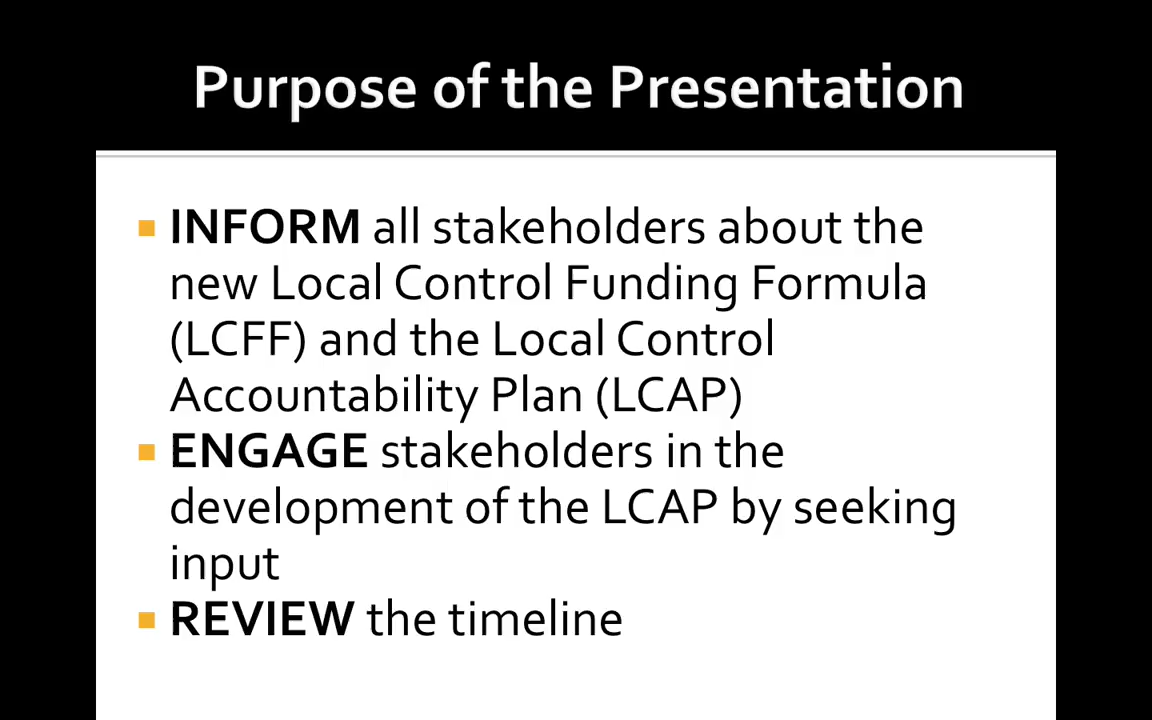 Purpose of the Presentation
INFORM all stakeholders about the
new Local Control Funding Formula
(LCFF) and the Local Control
Accountability Plan (LCAP)
ENGAGE stakeholders in the
development of the LCAP by seeking
input
REVIEW the timeline